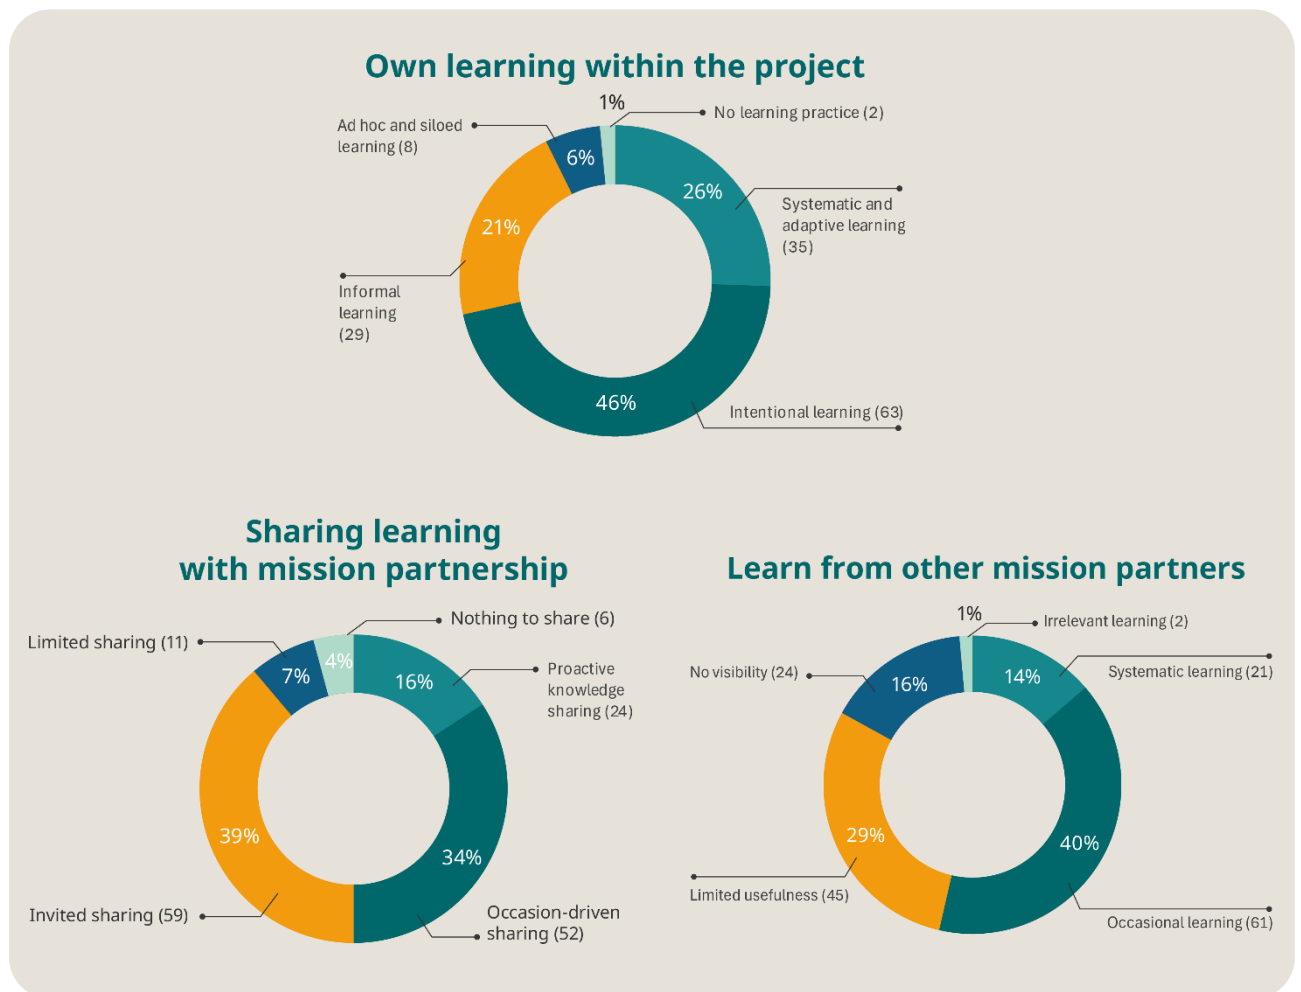 Own learning within the project
1%
No learning practice (2)
Ad hoc and siloed
learning (8)
6%
26%
Systematic and
adaptive learning
(35)
21%
Informal
learning
(29)
46%
Intentional learning (63)
Sharing learning
with mission partnership
Nothing to share (6)
Limited sharing (11)
4%
7%
16%
Proactive
knowledge
sharing (24)
39%
34%
Invited sharing (59)
Occasion-driven
sharing (52)
Learn from other mission partners
1%
Irrelevant learning (2)
No visibility (24)
16%
14%
Systematic learning (21)
29%
40%
Limited usefulness (45)
Occasional learning (61)